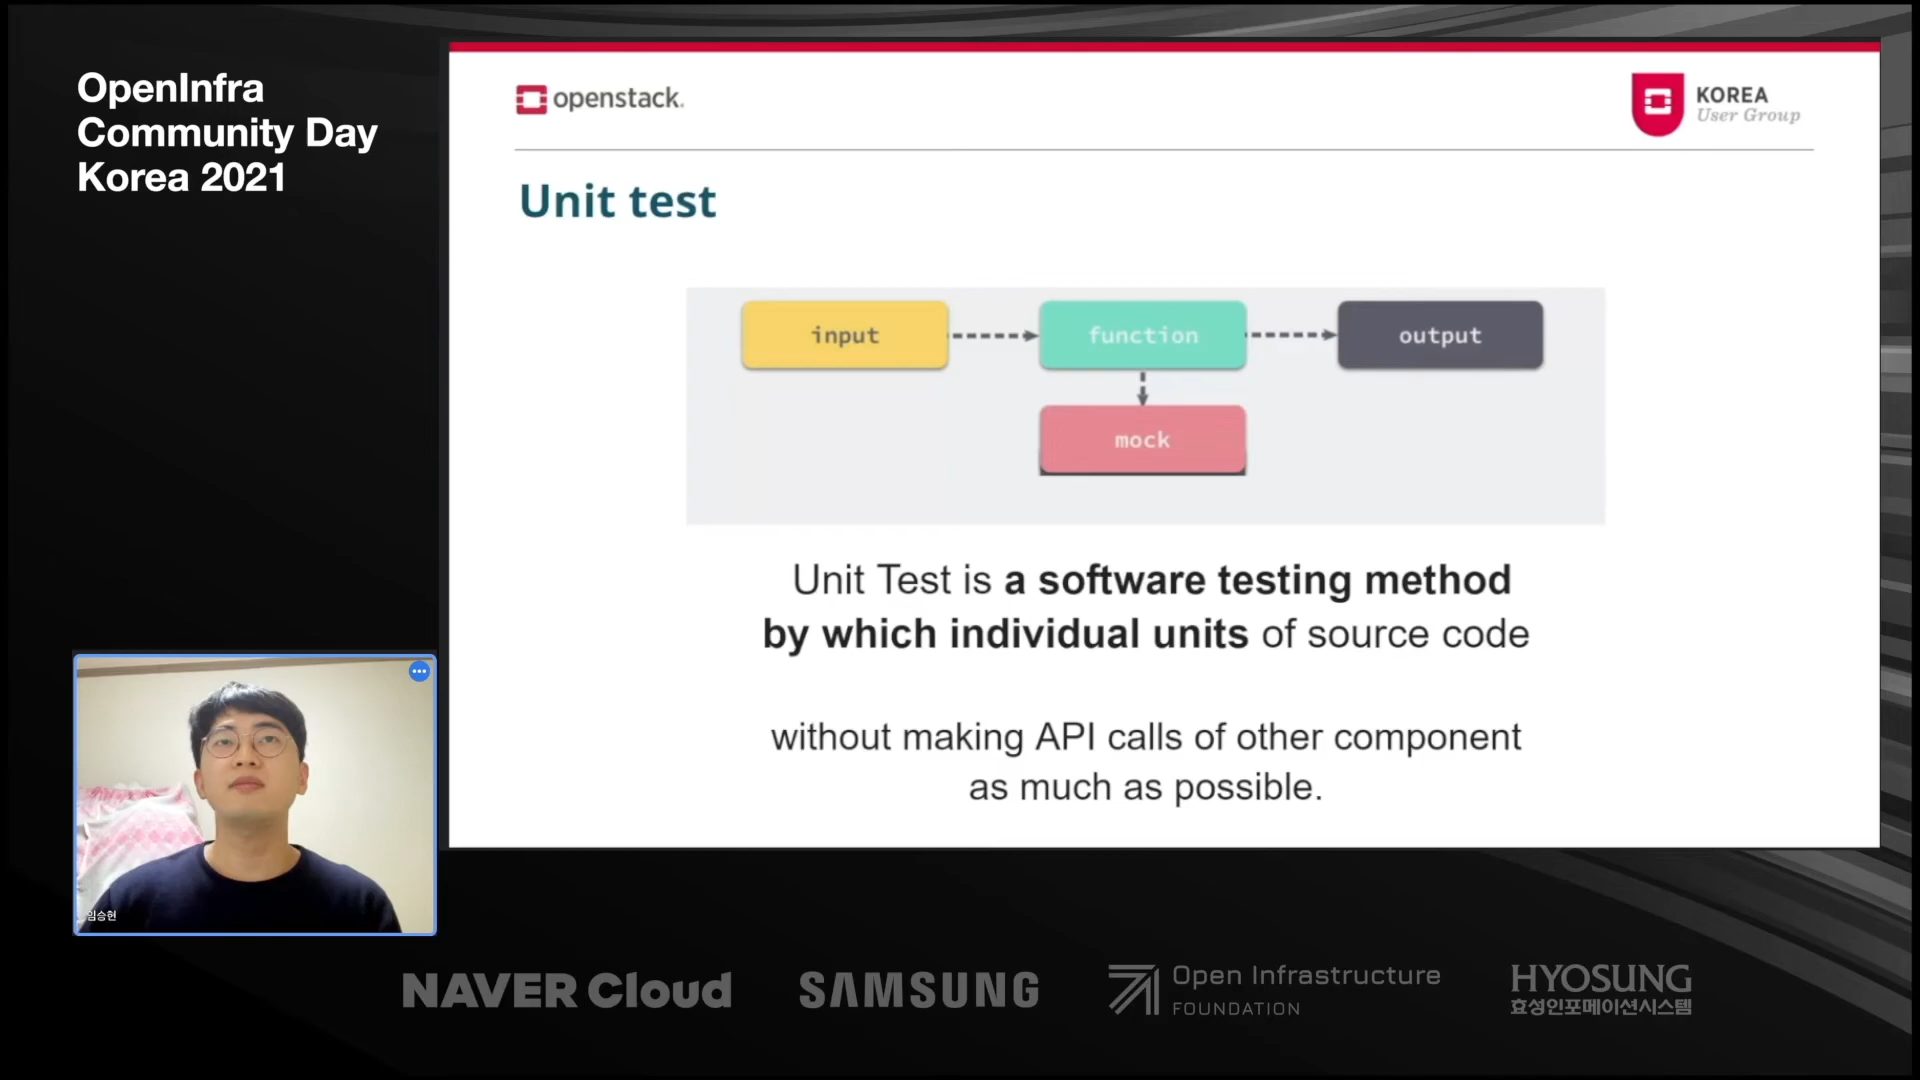 OpenInfra
Community Day
Korea 2021
openstack.
KOREA
User Group
Unit test
input
function
output
mock
Unit Test is a software testing method
by which individual units of source code
without making API calls of other component
as much as possible.
임승현
NAVER Cloud
SAMSUNG
Open Infrastructure
FOUNDATION
HYOSUNG
효성인포메이션시스템